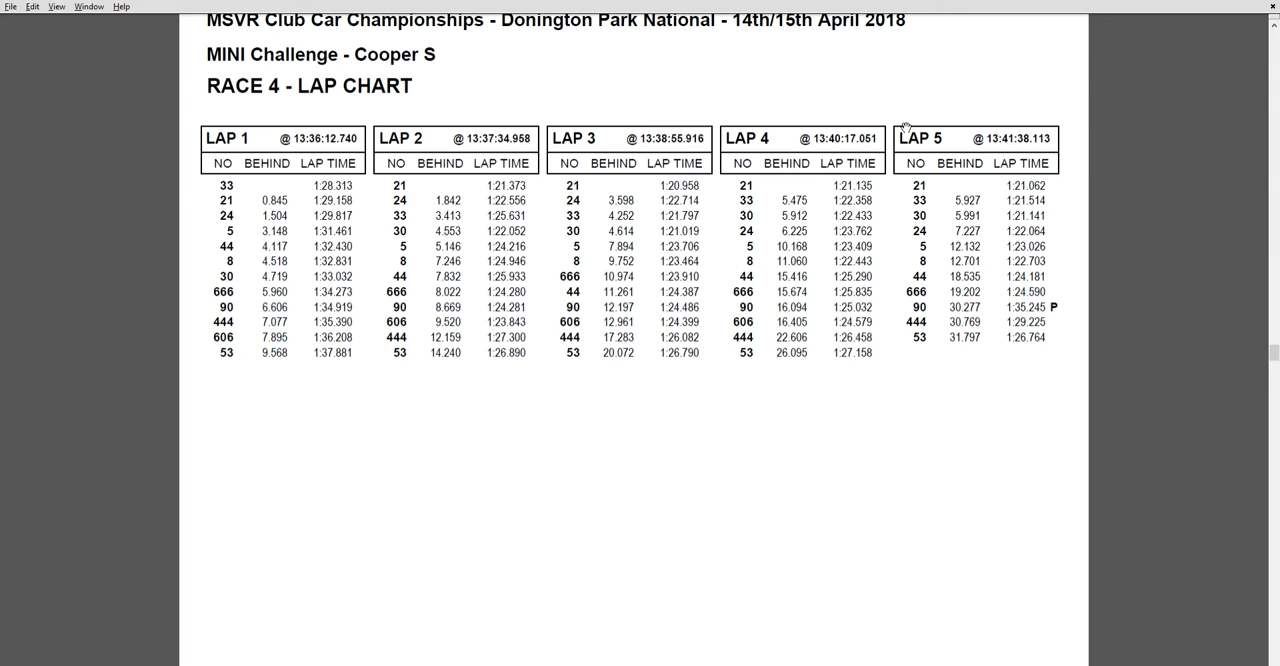 File Edit View Window Help
MSVR Club Car Championships - Donington Park National - 14th/15th April 2018
MINI Challenge - Cooper S
RACE 4 - LAP CHART
LAP 1 @ 13:36:12.740 LAP 2 @ 13:37:34.958 LAP 3 @ 13:38:55.916 LAP 4 @ 13:40:17.051 LAP 5 @ 13:41:38.113
NO BEHIND LAP TIME NO BEHIND LAP TIME NO BEHIND LAP TIME NO BEHIND LAP TIME NO BEHIND LAP TIME
33 1:28.313 21 1:21.373 21 1:20.958 21 1:21.135 21 1:21.062
21 0.845 1:29.158 24 1.842 1:22.556 24 3.598 1:22.714 33 5.475 1:22.358 33 5.927 1:21.514
24 1.504 1:29.817 33 3.413 1:25.631 33 4.252 1:21.797 30 5.912 1:22.433 30 5.991 1:21.141
5 3.148 1:31.461 30 4.553 1:22.052 30 4.614 1:21.019 24 6.225 1:23.762 24 7.227 1:22.064
44 4.117 1:32.430 5 5.146 1:24.216 5 7.894 1:23.706 5 10.168 1:23.409 5 12.132 1:23.026
8 4.518 1:32.831 8 7.246 1:24.946 8 9.752 1:23.464 8 11.060 1:22.443 8 12.701 1:22.703
30 4.719 1:33.032 44 7.832 1:25.933 666 10.974 1:23.910 44 15.416 1:25.290 44 18.535 1:24.181
666 5.960 1:34.273 666 8.022 1:24.280 44 11.261 1:24.387 666 15.674 1:25.835 666 19.202 1:24.590
90 6.606 1:34.919 90 8.669 1:24.281 90 12.197 1:24.486 90 16.094 1:25.032 90 30.277 1:35.245 P
444 7.077 1:35.390 606 9.520 1:23.843 606 12.961 1:24.399 606 16.405 1:24.579 444 30.769 1:29.225
606 7.895 1:36.208 444 12.159 1:27.300 444 17.283 1:26.082 444 22.606 1:26.458 53 31.797 1:26.764
53 9.568 1:37.881 53 14.240 1:26.890 53 20.072 1:26.790 53 26.095 1:27.158